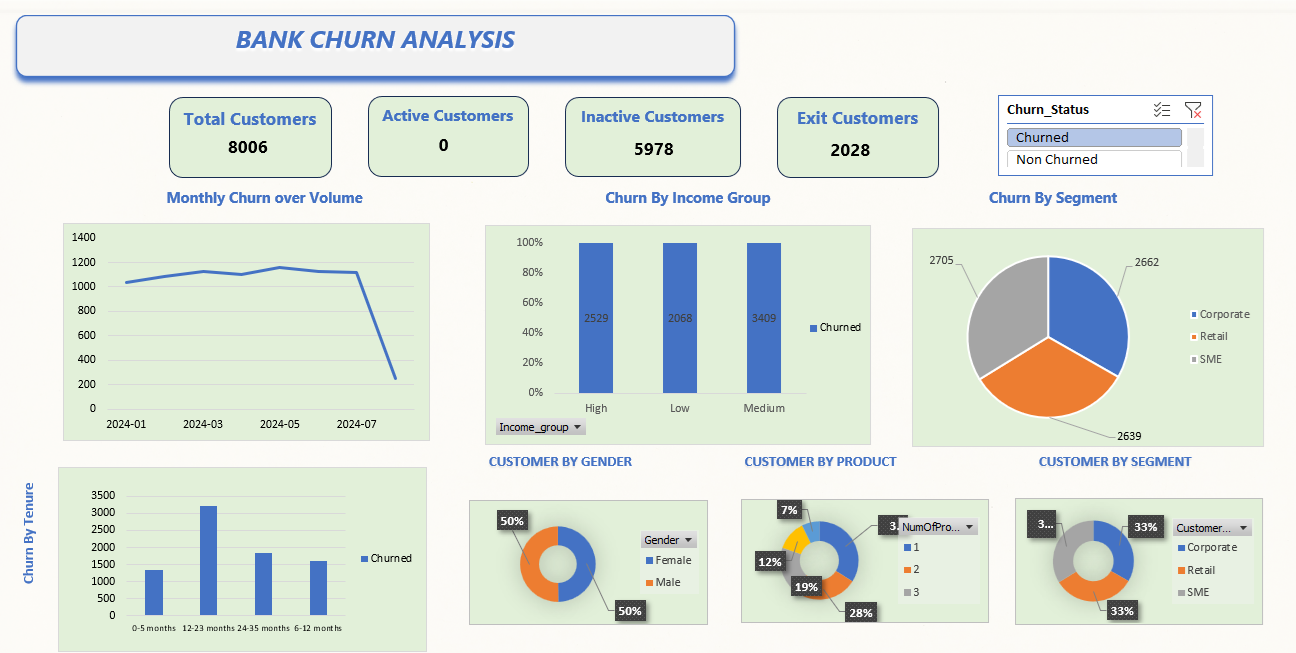 BANK CHURN ANALYSIS
Total Customers
8006
Active Customers
0
Inactive Customers
5978
Exit Customers
2028
Churn_Status
Churned
Non Churned
Monthly Churn over Volume
1400
1200
1000
800
600
400
200
0
2024-01
2024-03
2024-05
2024-07
Churn By Income Group
100%
80%
60%
40%
20%
0%
2529
2068
3409
High
Low
Medium
Churned
Income_group
Churn By Segment
2705
2662
2639
Corporate
Retail
SME
Churn By Tenure
3500
3000
2500
2000
1500
1000
500
0
0-5 months
12-23 months
24-35 months
6-12 months
Churned
CUSTOMER BY GENDER
50%
50%
Gender
Female
Male
CUSTOMER BY PRODUCT
7%
3.
12%
19%
28%
NumOfPro...
1
2
3
CUSTOMER BY SEGMENT
3...
33%
33%
Customer...
Corporate
Retail
SME